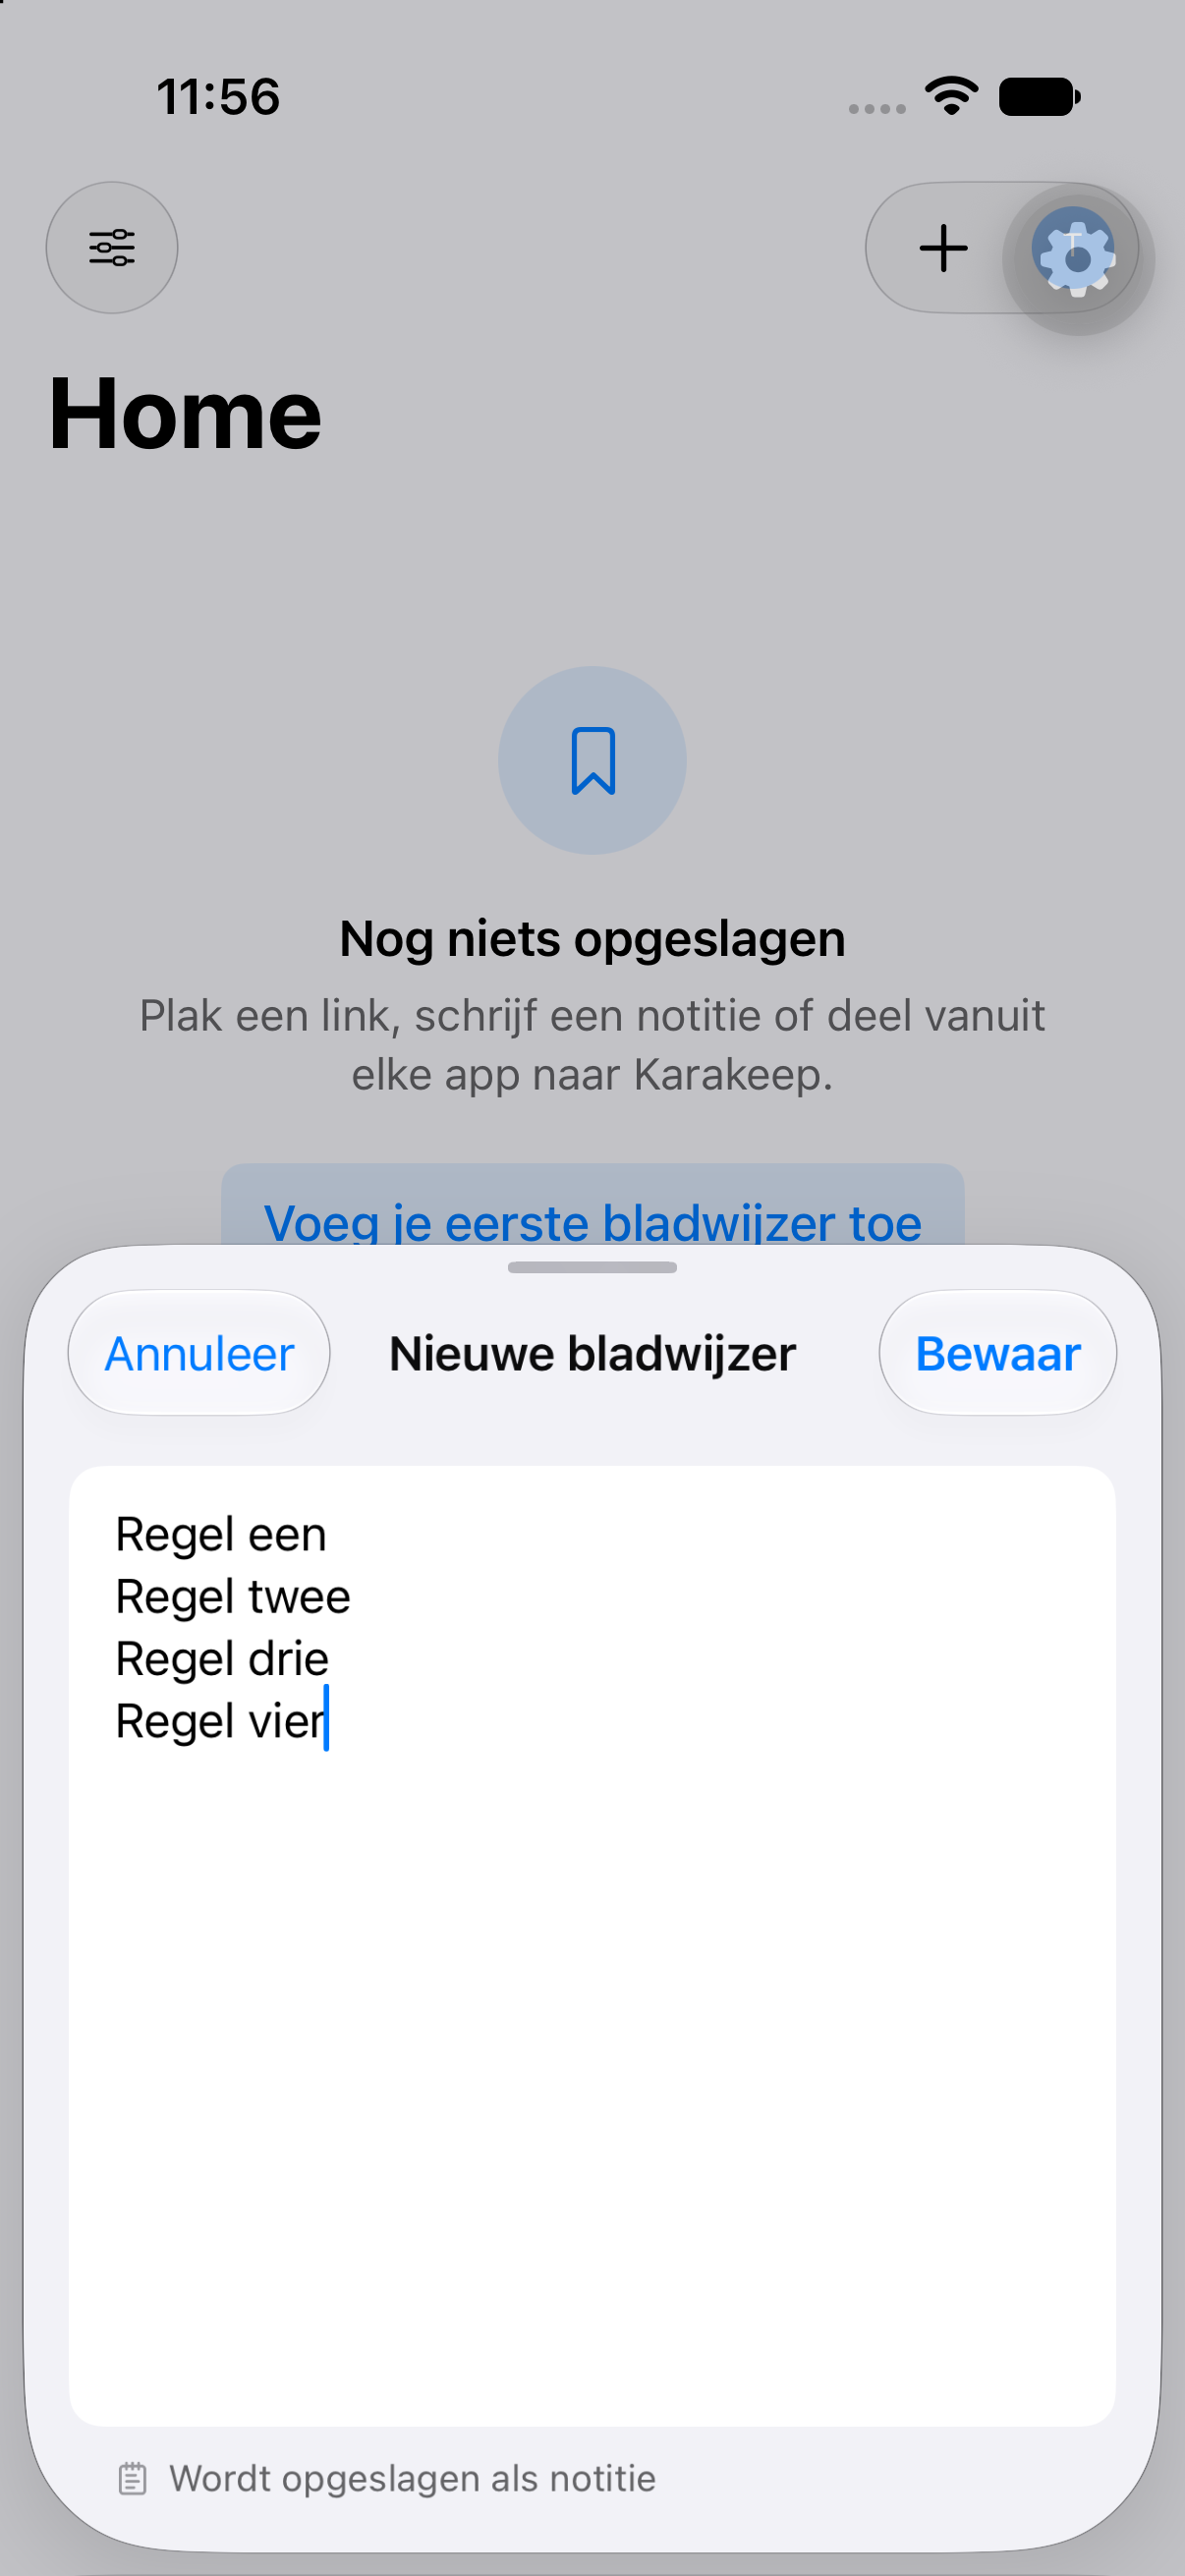 11:56
Home
Nog niets opgeslagen
Plak een link, schrijf een notitie of deel vanuit
elke app naar Karakeep.
Voeg je eerste bladwijzer toe
Annuleer
Nieuwe bladwijzer
Bewaar
Regel een
Regel twee
Regel drie
Regel vier
Wordt opgeslagen als notitie